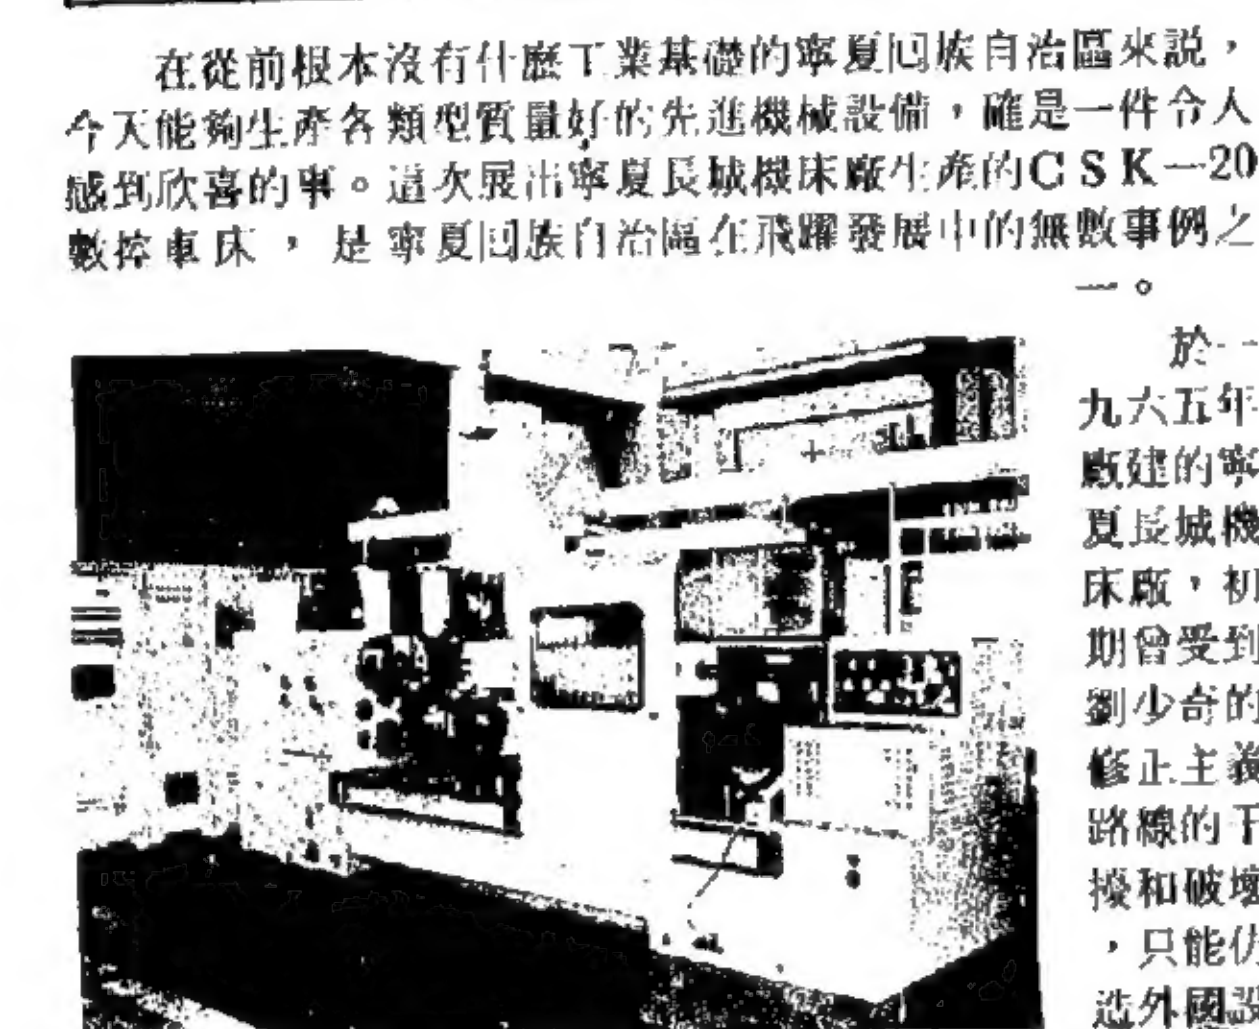 在從前根本沒有什麼工業基礎的寧夏回族自治區來説，
今天能夠生產各類型質量好的先進機械設備，確是一件令人
感到欣喜的事。這次展出寧夏長城機床廠生產的CSK一20
數控車床，是寧夏回族自治區在飛躍發展中的無數事例之
一。
於一
九六五年
廠建的寧
夏長城機
床廠，初
期曾受到
劉少奇的
修正主義
路線的干
擾和破壞
，只能仿
造外國設